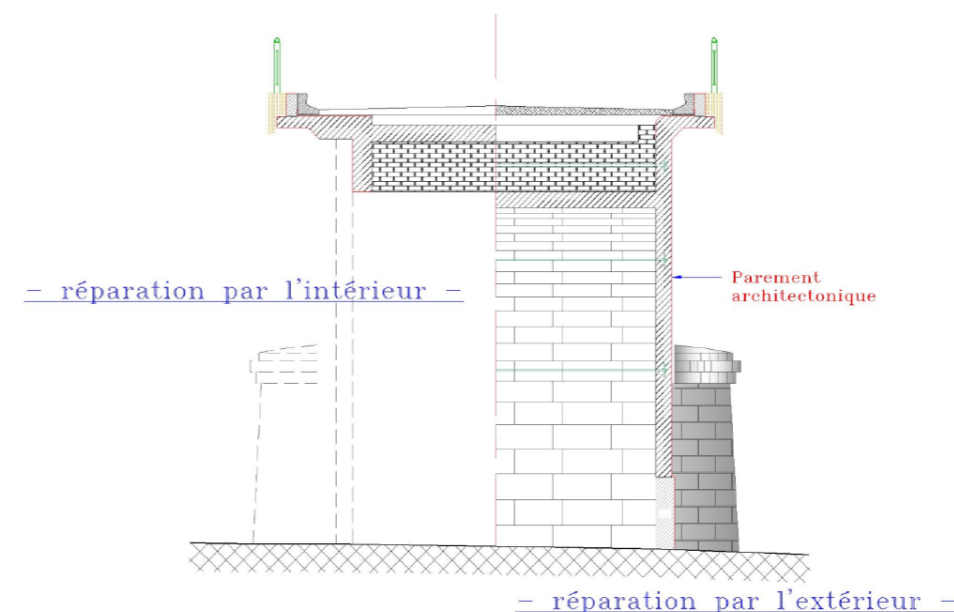 – réparation par l'intérieur –
Parement
architectonique
– réparation par l'extérieur –